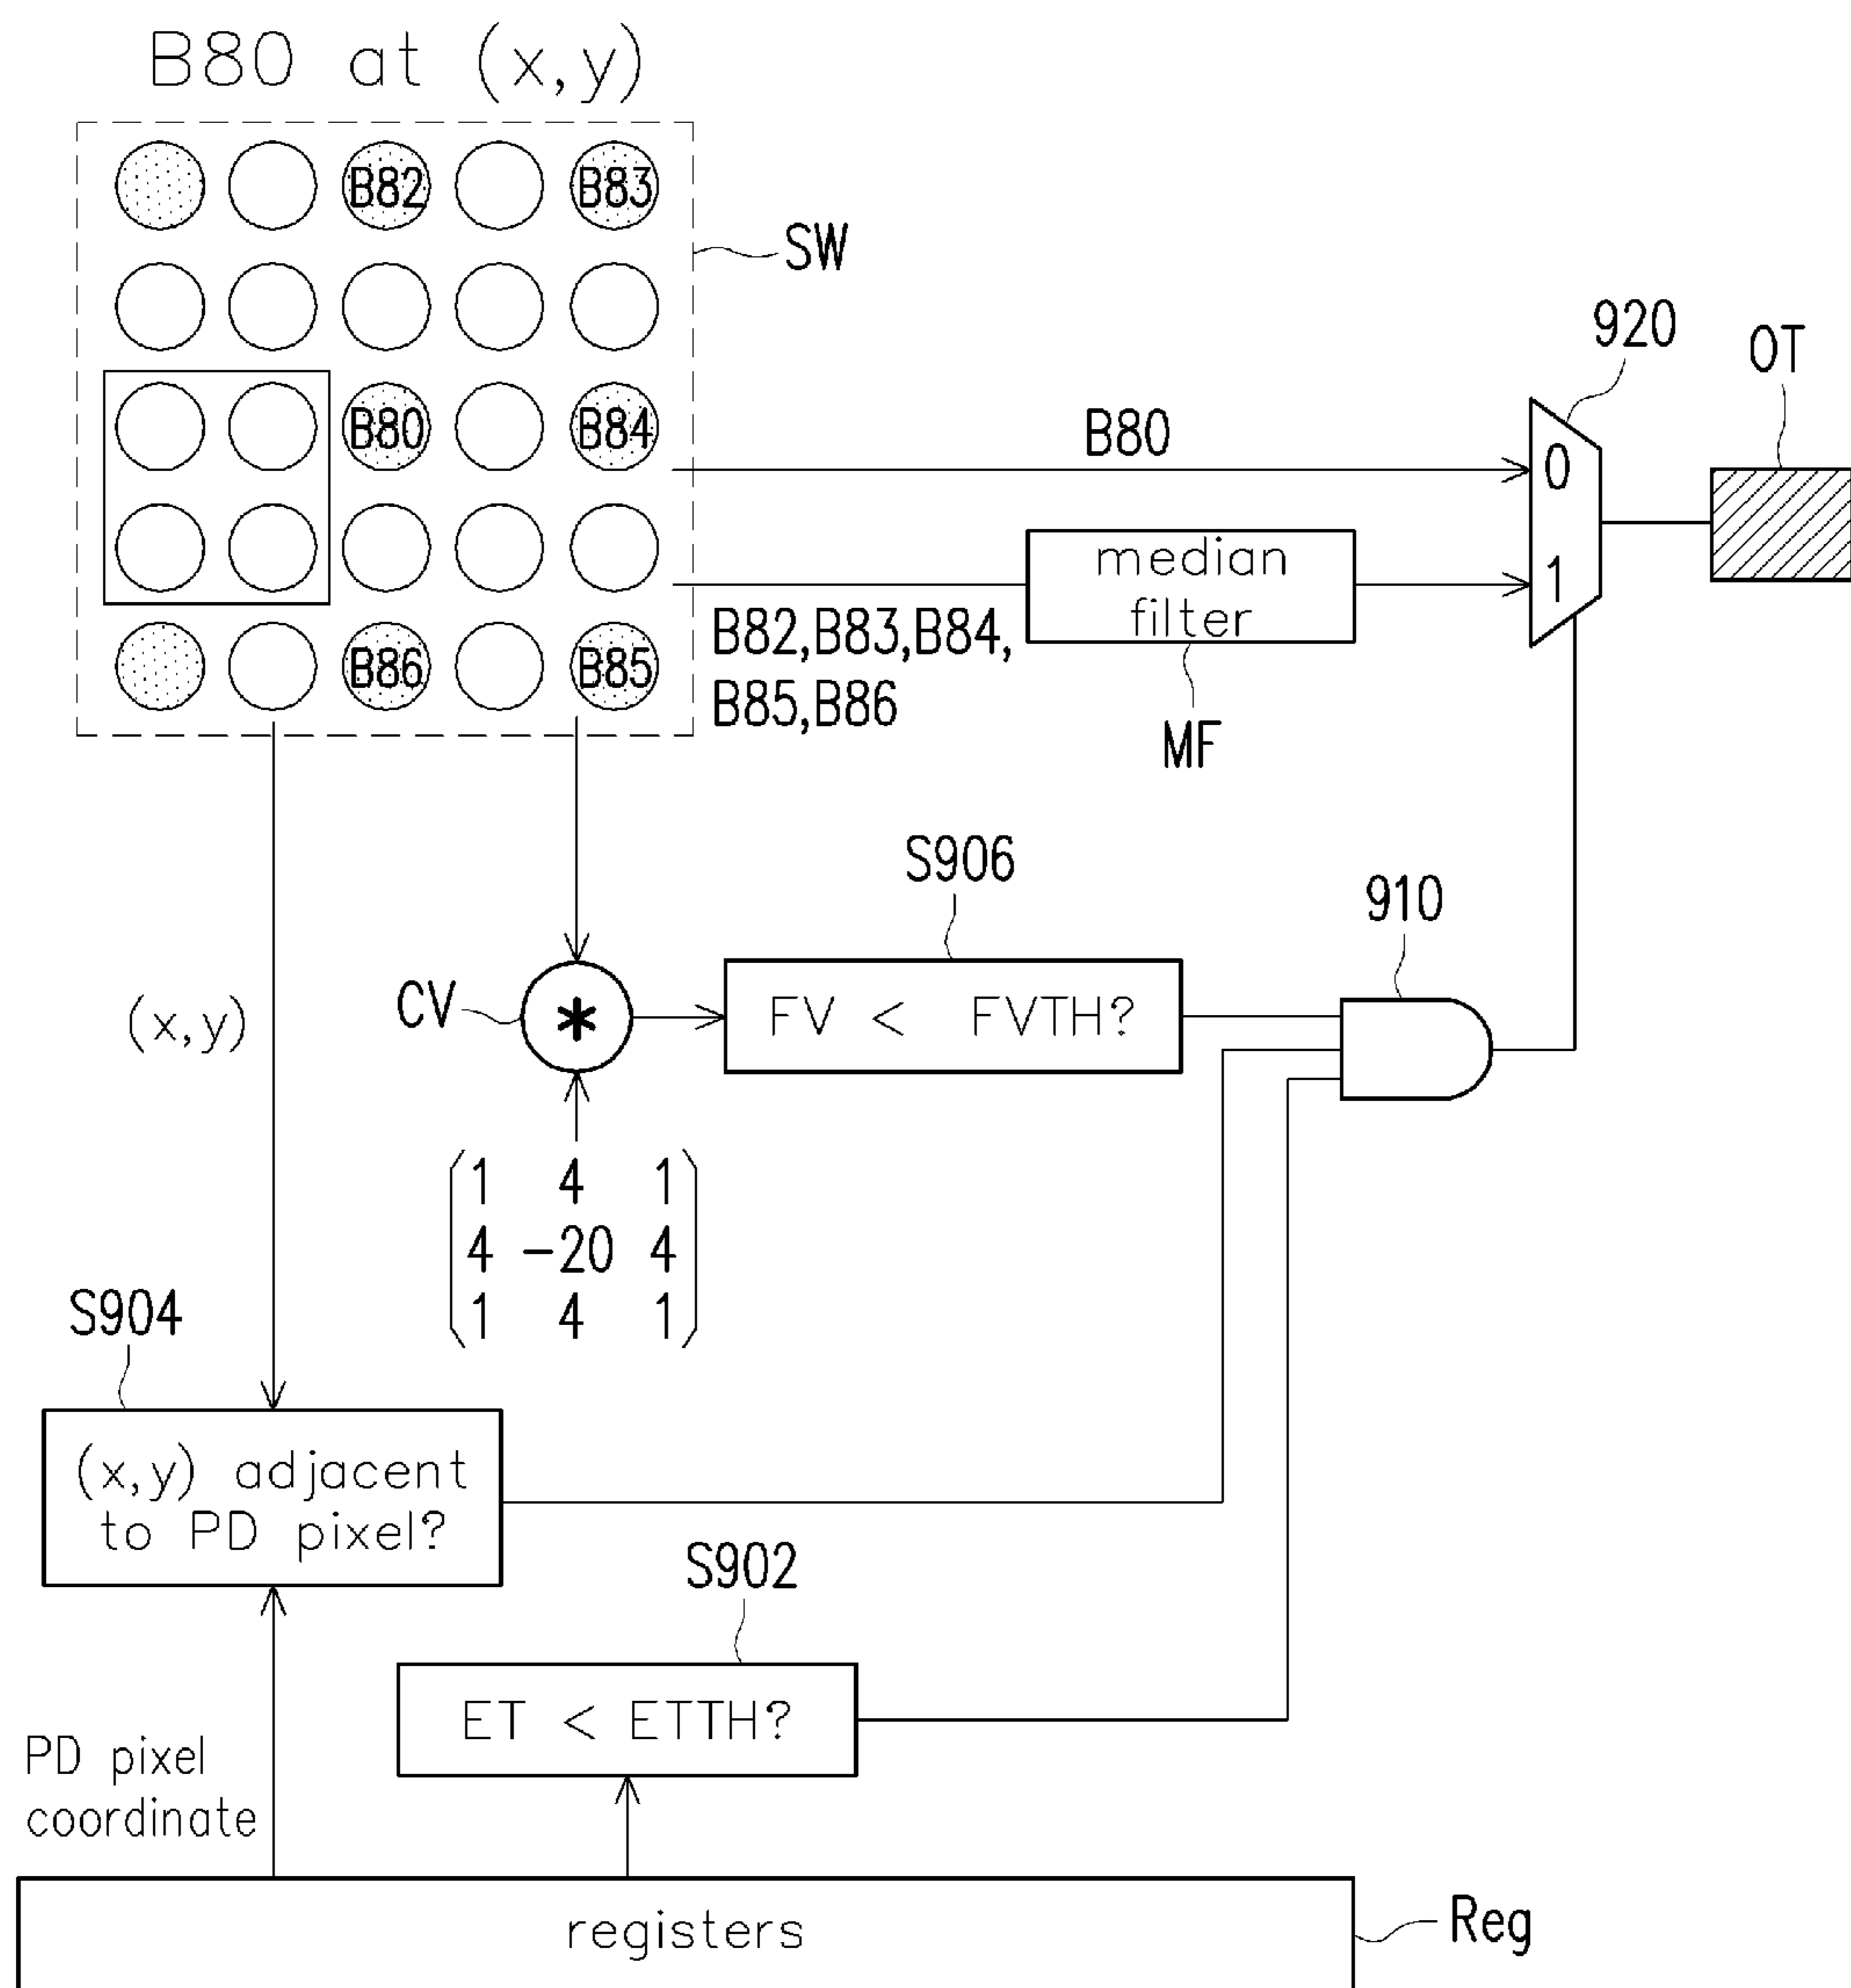 B80 at (x,y)
B82 B83
SW
920
OT
B80 B84
B80
0
1
median
filter
B82,B83,B84,
B85,B86
B86 B85
MF
S906
910
CV
*
FV < FVTH?
(x,y)
1 4 1
4 -20 4
1 4 1
S904
(x,y) adjacent
to PD pixel?
S902
ET < ETTH?
PD pixel
coordinate
registers
Reg